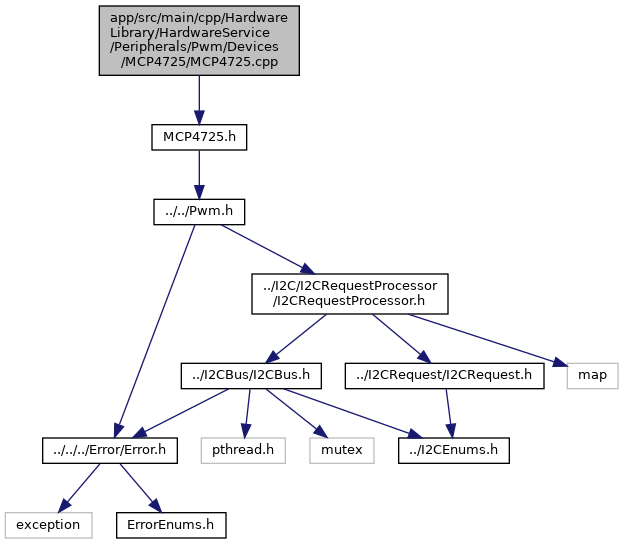 app/src/main/cpp/Hardware
Library/HardwareService
/Peripherals/Pwm/Devices
/MCP4725/MCP4725.cpp
MCP4725.h
../../Pwm.h
../I2C/I2CRequestProcessor
/I2CRequestProcessor.h
../I2CBus/I2CBus.h
../I2CRequest/I2CRequest.h
map
../../../Error/Error.h
pthread.h
mutex
../I2CEnums.h
exception
ErrorEnums.h